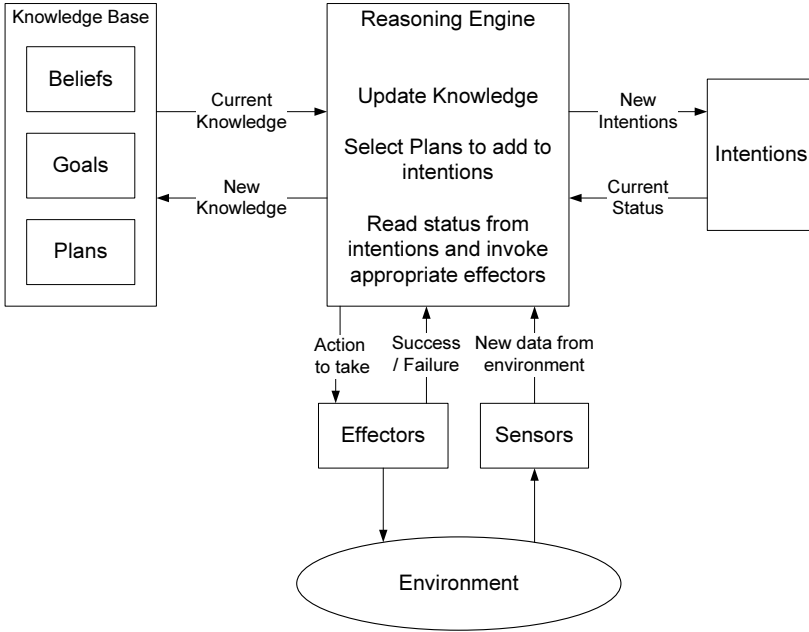 Knowledge Base
Beliefs
Goals
Plans
Current
Knowledge
New
Knowledge
Reasoning Engine
Update Knowledge
Select Plans to add to
intentions
Read status from
intentions and invoke
appropriate effectors
New
Intentions
Current
Status
Intentions
Action
to take
Success
/ Failure
New data from
environment
Effectors
Sensors
Environment